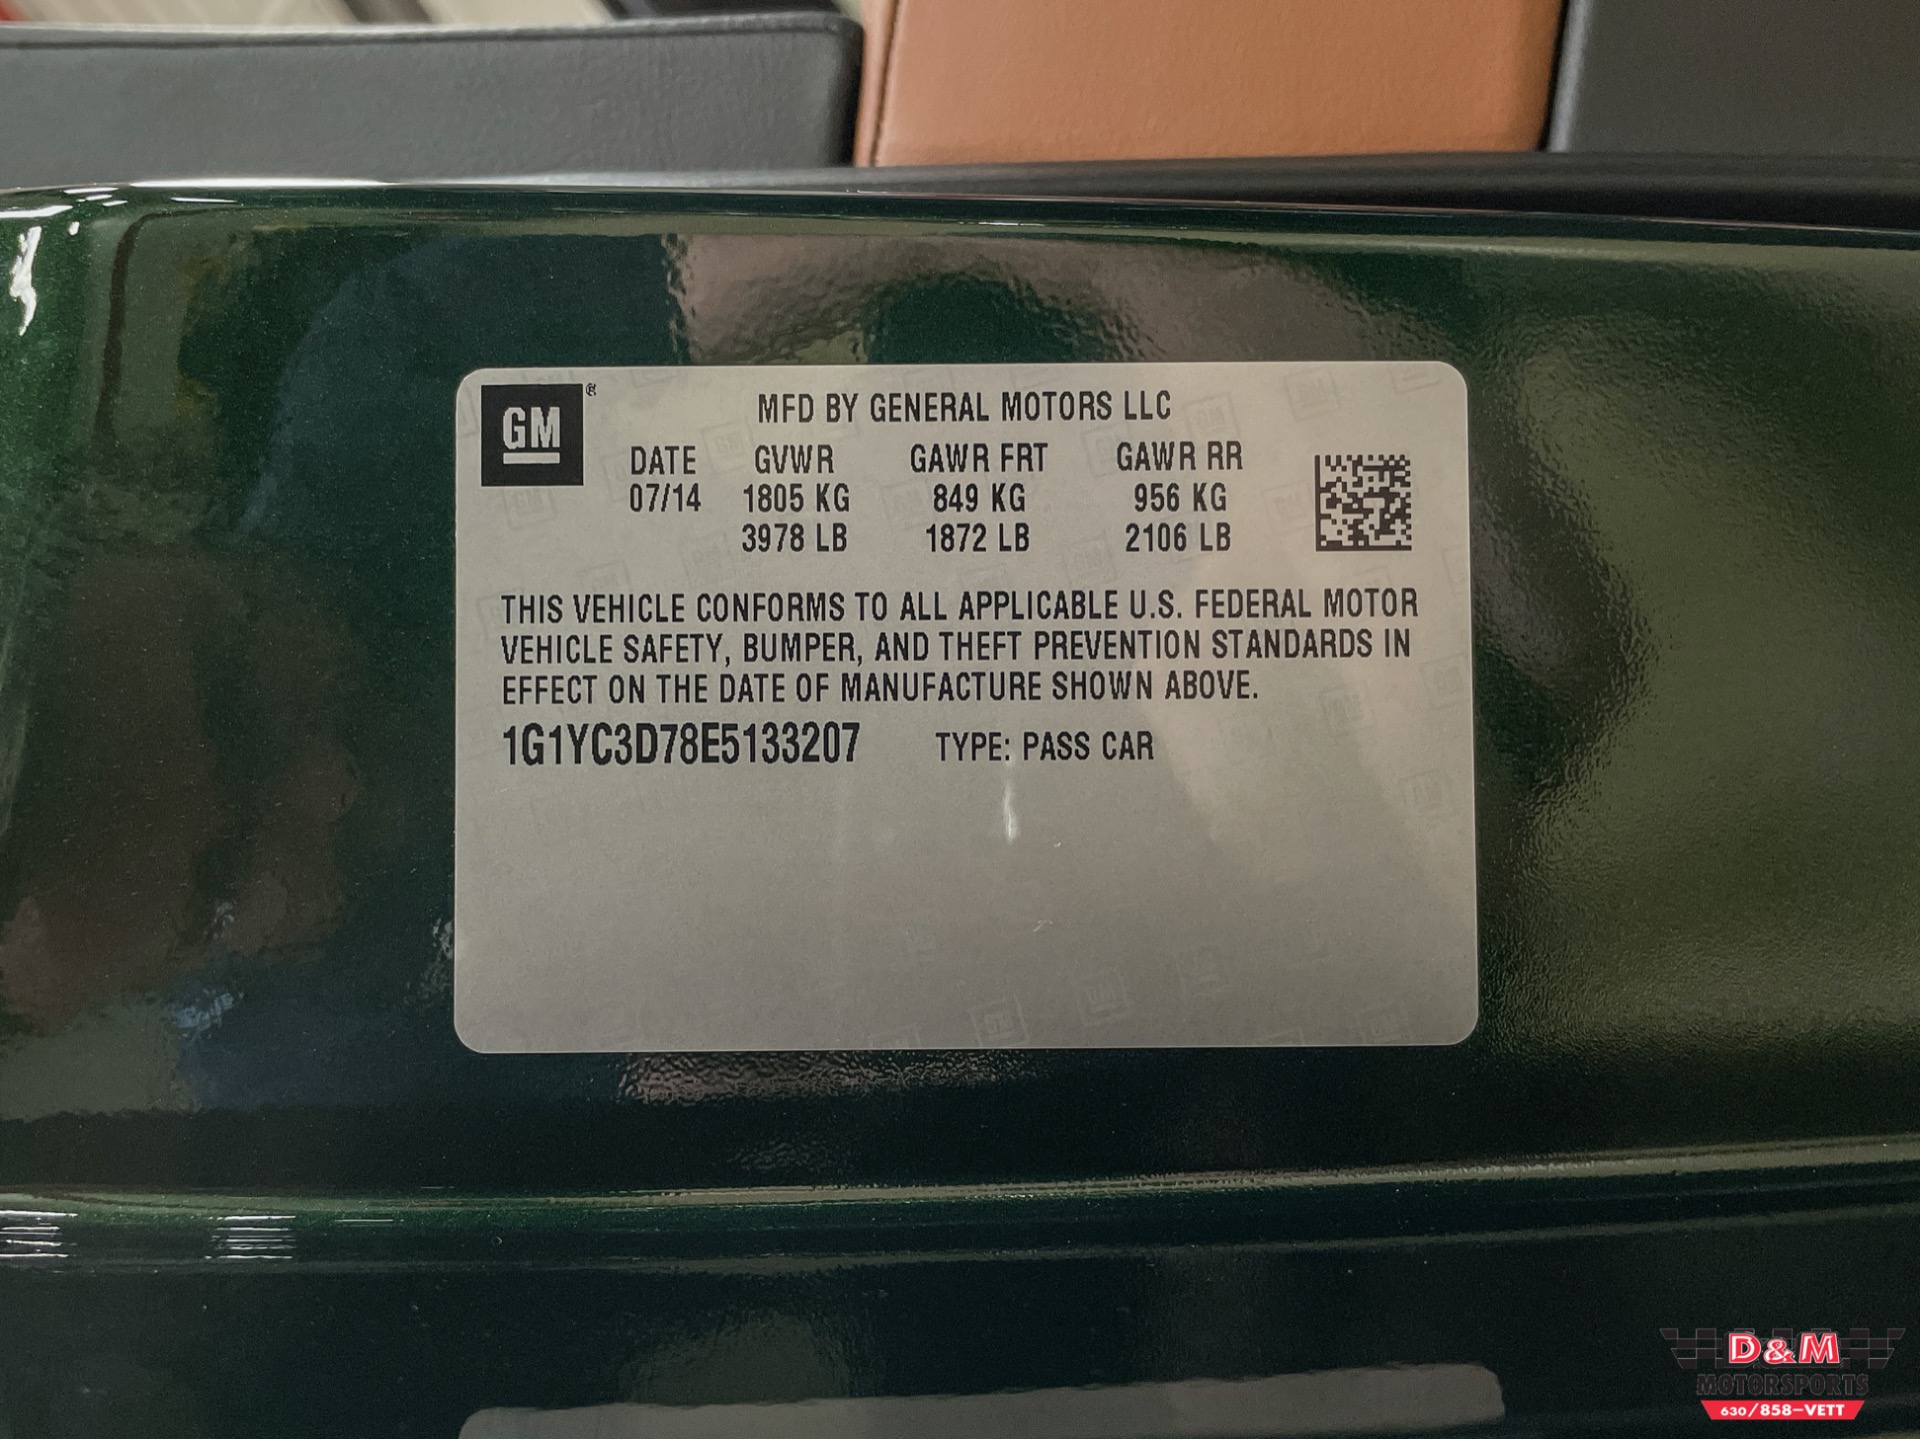 GM®
MFD BY GENERAL MOTORS LLC
DATE GVWR GAWR FRT GAWR RR
07/14 1805 KG 849 KG 956 KG
3978 LB 1872 LB 2106 LB
THIS VEHICLE CONFORMS TO ALL APPLICABLE U.S. FEDERAL MOTOR
VEHICLE SAFETY, BUMPER, AND THEFT PREVENTION STANDARDS IN
EFFECT ON THE DATE OF MANUFACTURE SHOWN ABOVE.
1G1YC3D78E5133207 TYPE: PASS CAR
D&M
MOTORSPORTS
630/858-VETT